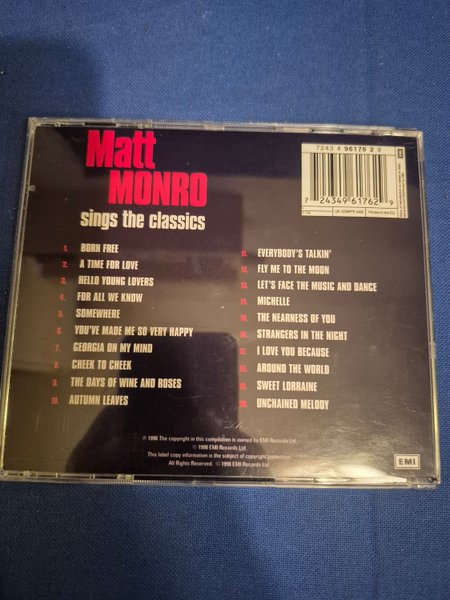 Matt
MONRO
sings the classics
7243 4 96176 2 9
7 24349 61762 9
1. BORN FREE
2. A TIME FOR LOVE
3. HELLO YOUNG LOVERS
4. FOR ALL WE KNOW
5. SOMEWHERE
6. YOU'VE MADE ME SO VERY HAPPY
7. GEORGIA ON MY MIND
8. CHEEK TO CHEEK
9. THE DAYS OF WINE AND ROSES
10. AUTUMN LEAVES
11. EVERYBODY'S TALKIN'
12. FLY ME TO THE MOON
13. LET'S FACE THE MUSIC AND DANCE
14. MICHELLE
15. THE NEARNESS OF YOU
16. STRANGERS IN THE NIGHT
17. I LOVE YOU BECAUSE
18. AROUND THE WORLD
19. SWEET LORRAINE
20. UNCHAINED MELODY
℗ 1998 The copyright in this compilation is owned by EMI Records Ltd.
© 1998 EMI Records Ltd.
This label copy information is the subject of copyright protection.
All Rights Reserved. © 1998 EMI Records Ltd.
EMI